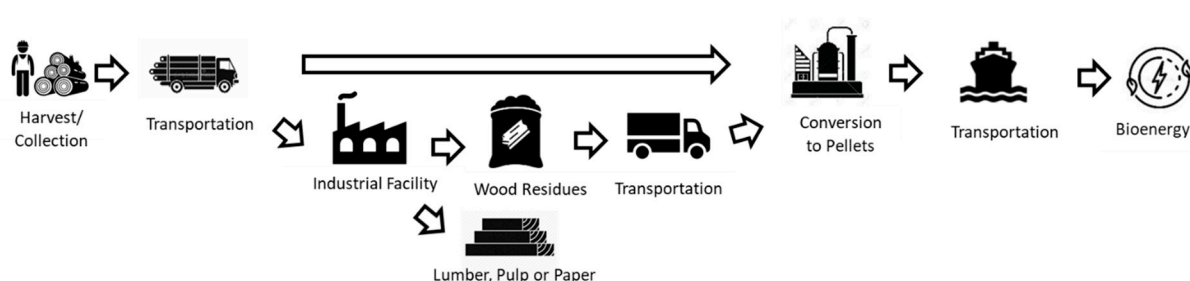 Harvest/
Collection
Transportation
Industrial Facility
Wood Residues
Transportation
Lumber, Pulp or Paper
Conversion
to Pellets
Transportation
Bioenergy